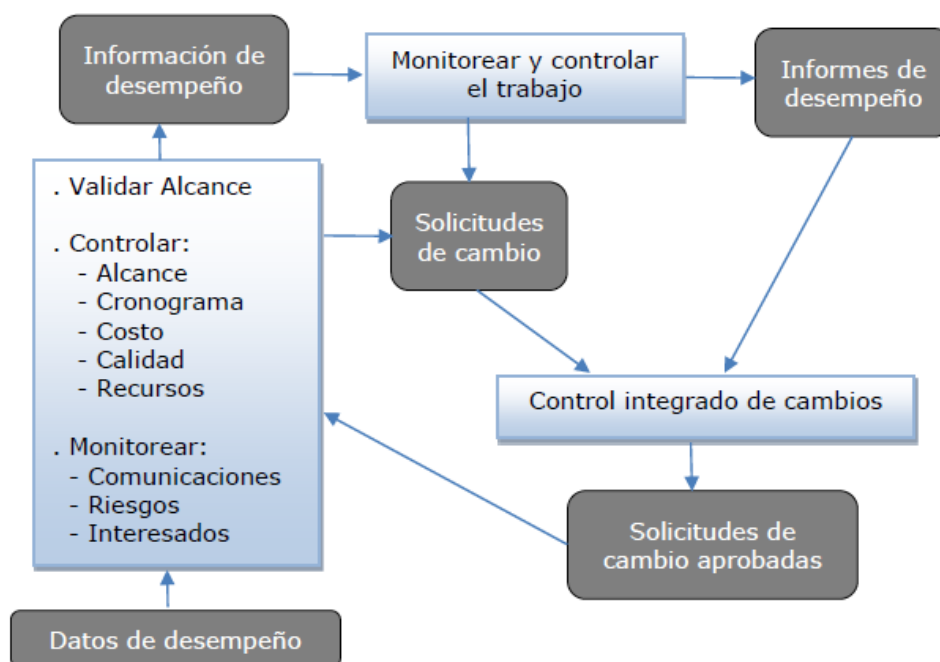 Información de
desempeño
Monitorear y controlar
el trabajo
Informes de
desempeño
. Validar Alcance
. Controlar:
- Alcance
- Cronograma
- Costo
- Calidad
- Recursos
. Monitorear:
- Comunicaciones
- Riesgos
- Interesados
Solicitudes
de cambio
Control integrado de cambios
Solicitudes de
cambio aprobadas
Datos de desempeño